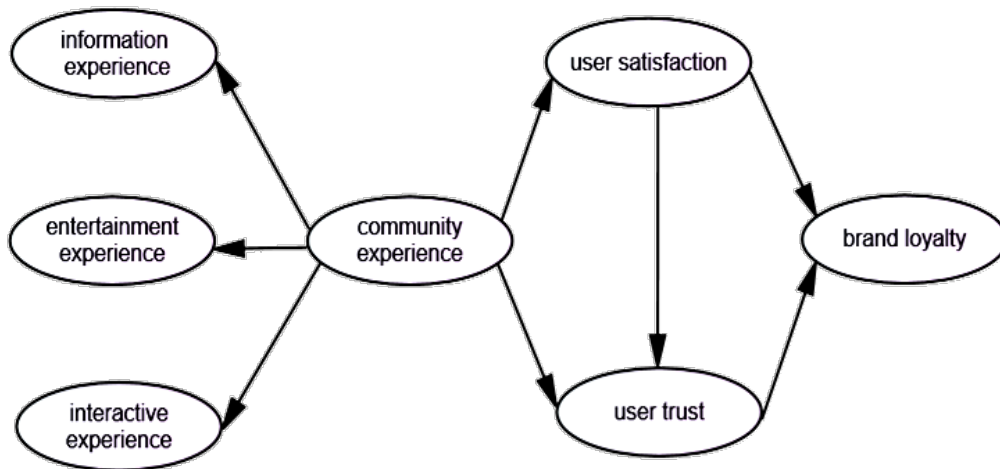 information
experience
user satisfaction
entertainment
experience
community
experience
brand loyalty
interactive
experience
user trust